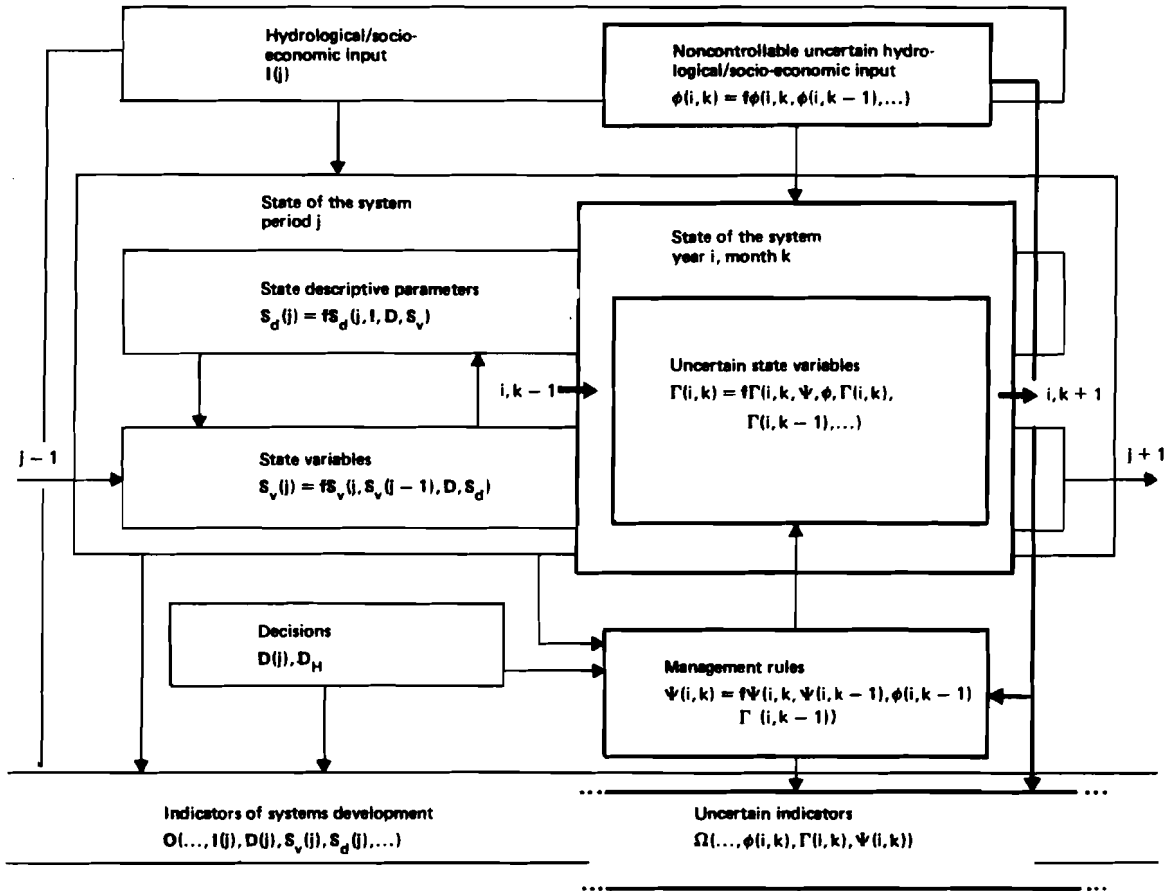 Hydrological/socio-
economic input
I(j)
Noncontrollable uncertain hydro-
logical/socio-economic input
ϕ(i,k) = fϕ(i,k,ϕ(i,k − 1),...)
State of the system
period j
State of the system
year i, month k
State descriptive parameters
S_d(j) = fS_d(j,I,D,S_v)
Uncertain state variables
Γ(i,k) = fΓ(i,k,Ψ,ϕ,Γ(i,k),
Γ(i,k − 1),...)
i,k − 1
i,k + 1
j − 1
State variables
S_v(j) = fS_v(j,S_v(j − 1),D,S_d)
j + 1
Decisions
D(j),D_H
Management rules
Ψ(i,k) = fΨ(i,k,Ψ(i,k − 1),ϕ(i,k − 1)
Γ (i,k − 1))
Indicators of systems development
O(...,I(j),D(j),S_v(j),S_d(j),...)
... ...
Uncertain indicators
Ω(...,ϕ(i,k),Γ(i,k),Ψ(i,k))
... ...